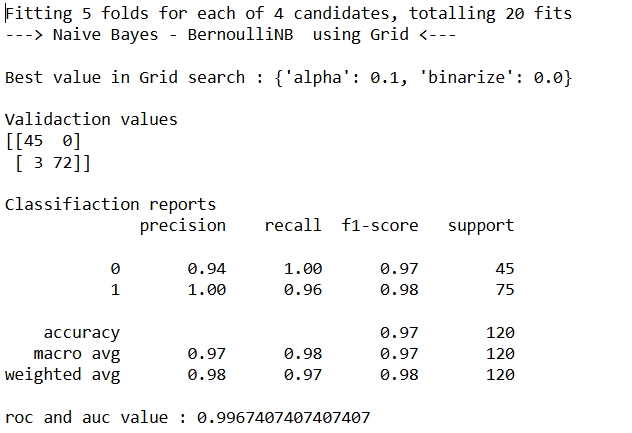 Fitting 5 folds for each of 4 candidates, totalling 20 fits
---> Naive Bayes - BernoulliNB  using Grid <---
Best value in Grid search : {'alpha': 0.1, 'binarize': 0.0}
Validaction values
[[45  0]
 [ 3 72]]
Classifiaction reports
              precision    recall  f1-score   support
           0       0.94      1.00      0.97        45
           1       1.00      0.96      0.98        75
    accuracy                           0.97       120
   macro avg       0.97      0.98      0.97       120
weighted avg       0.98      0.97      0.98       120
roc and auc value : 0.9967407407407407